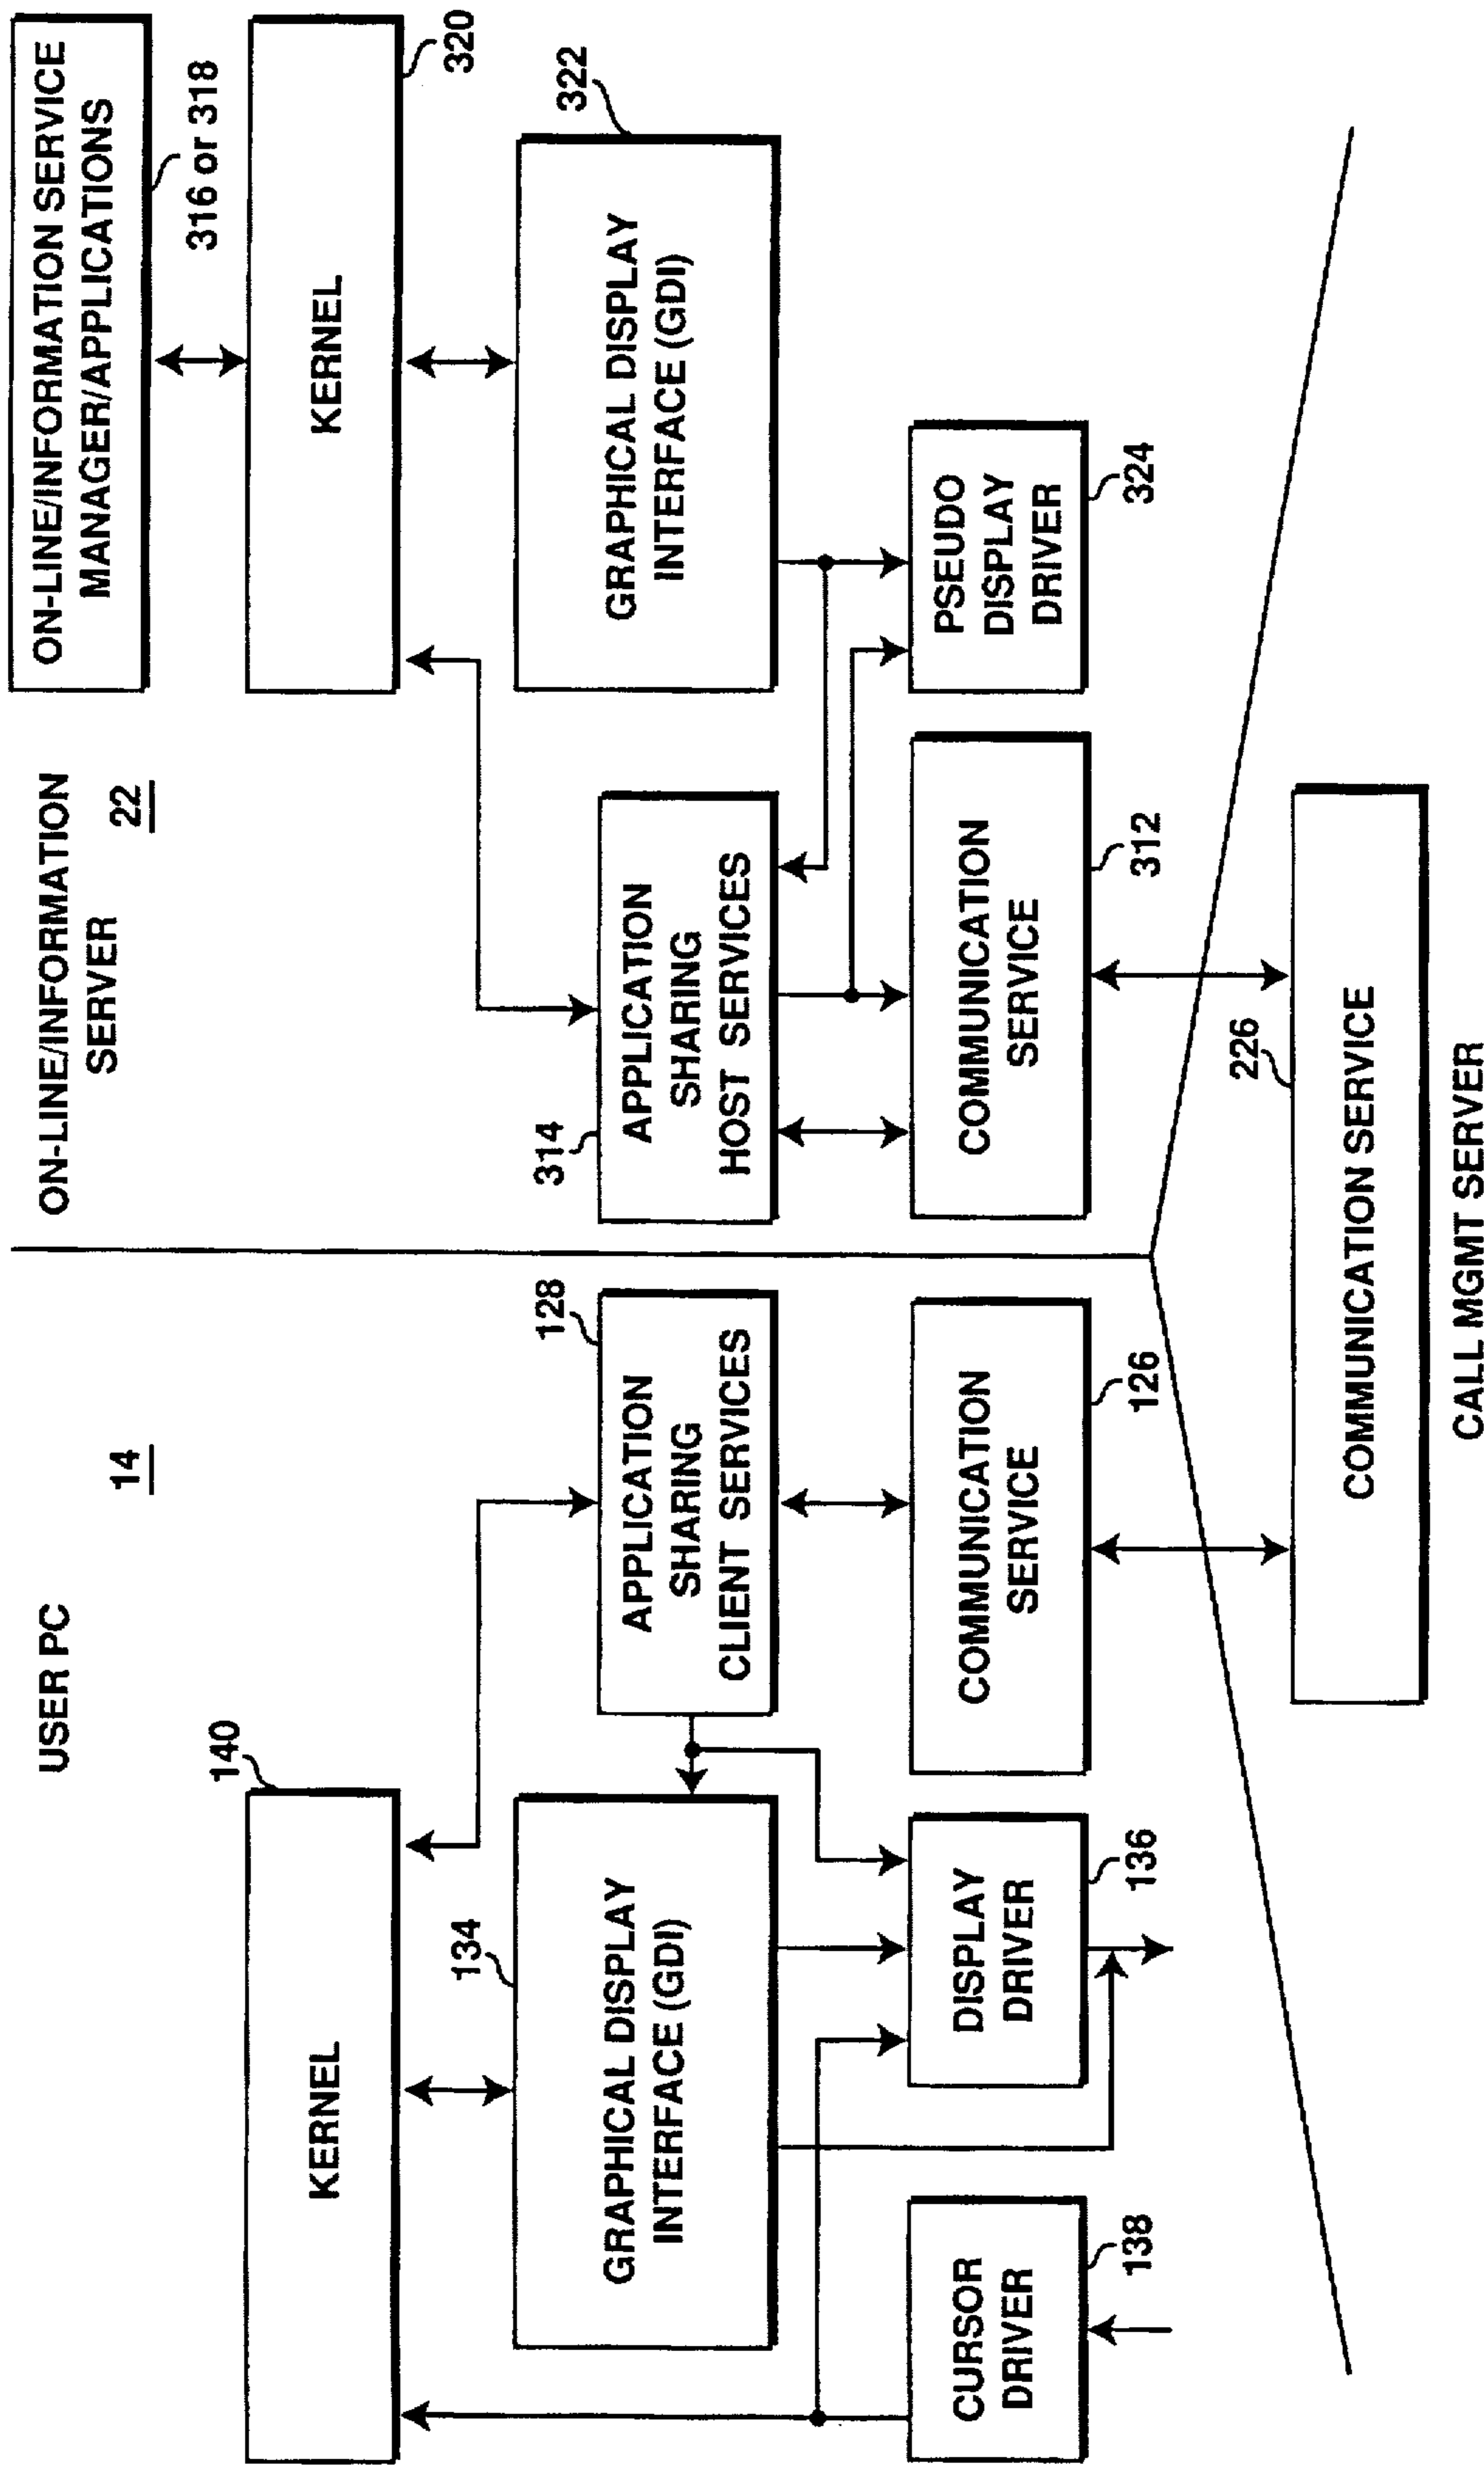 USER PC
14
ON-LINE/INFORMATION
SERVER
22
ON-LINE/INFORMATION SERVICE
MANAGER/APPLICATIONS
316 or 318
140
KERNEL
KERNEL
320
134
GRAPHICAL DISPLAY
INTERFACE (GDI)
128
APPLICATION
SHARING
CLIENT SERVICES
314
APPLICATION
SHARING
HOST SERVICES
GRAPHICAL DISPLAY
INTERFACE (GDI)
322
CURSOR
DRIVER
138
DISPLAY
DRIVER
136
COMMUNICATION
SERVICE
126
COMMUNICATION
SERVICE
312
PSEUDO
DISPLAY
DRIVER
324
226
COMMUNICATION SERVICE
CALL MGMT SERVER